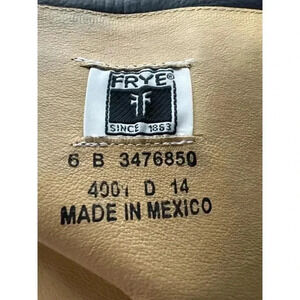 FRYE®
SINCE 1863
6 B 3476850
4001 D 14
MADE IN MEXICO